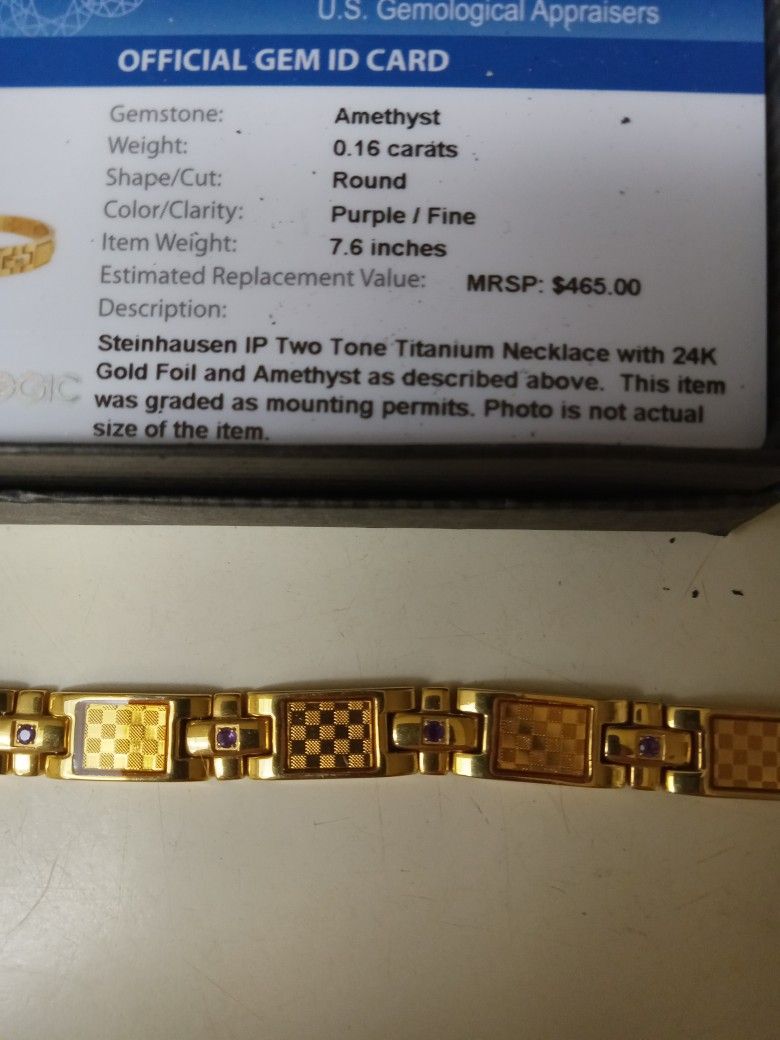 U.S. Gemological Appraisers
OFFICIAL GEM ID CARD
Gemstone: Amethyst
Weight: 0.16 carats
Shape/Cut: Round
Color/Clarity: Purple / Fine
Item Weight: 7.6 inches
Estimated Replacement Value: MRSP: $465.00
Description:
Steinhausen IP Two Tone Titanium Necklace with 24K
Gold Foil and Amethyst as described above. This item
was graded as mounting permits. Photo is not actual
size of the item.